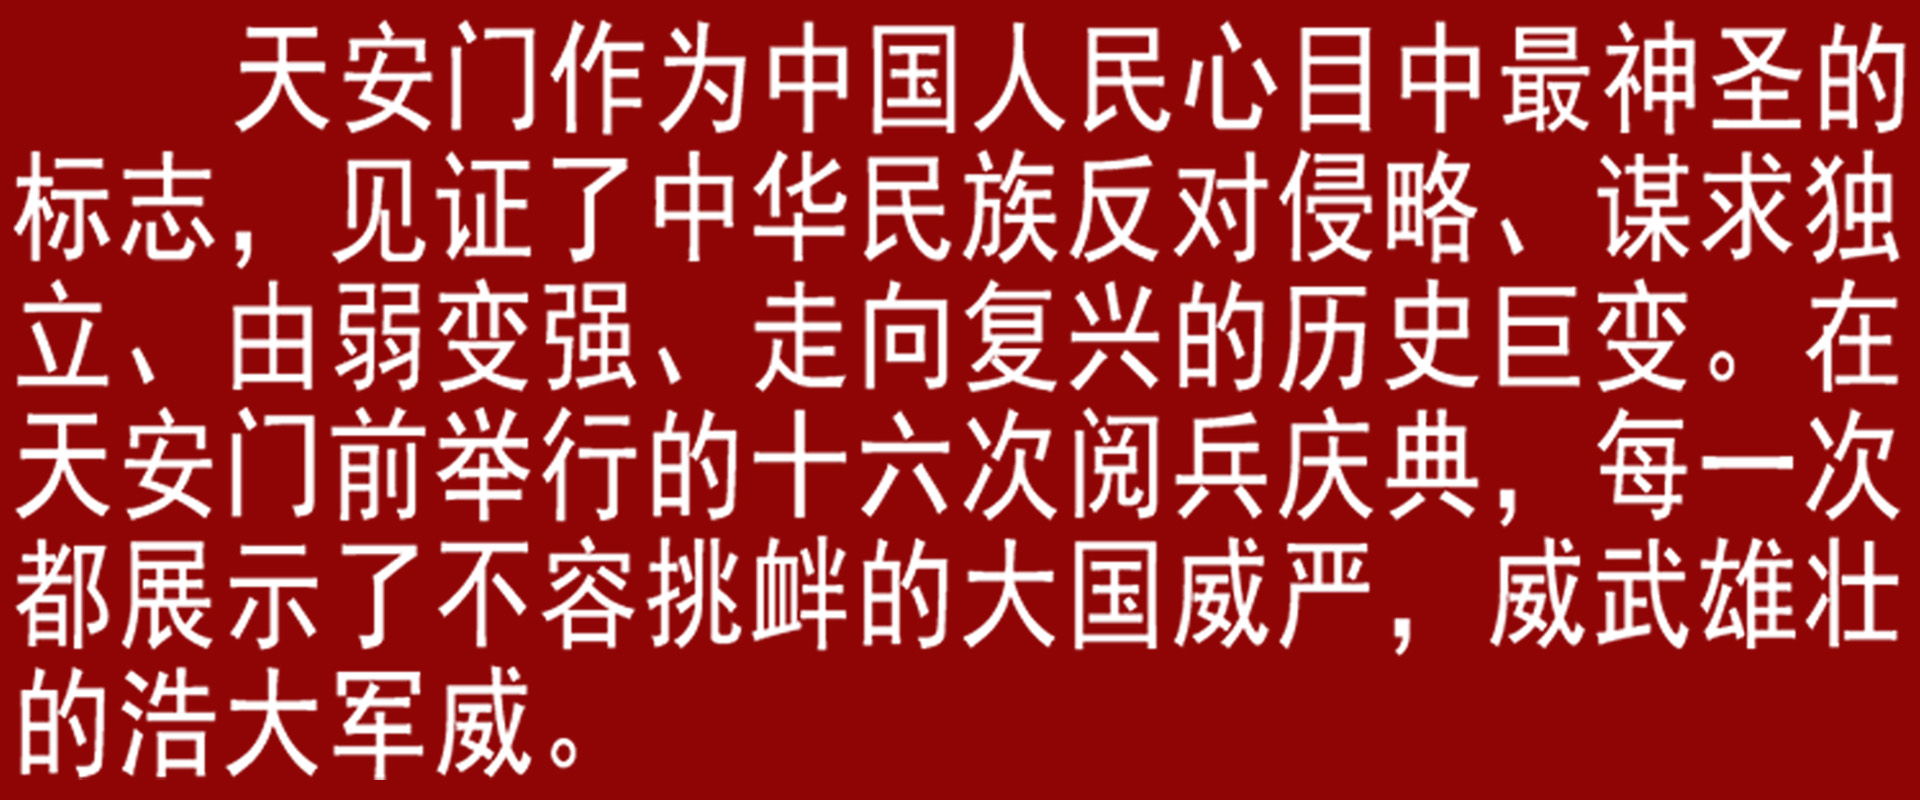 天安门作为中国人民心目中最神圣的
标志，见证了中华民族反对侵略、谋求独
立、由弱变强、走向复兴的历史巨变。在
天安门前举行的十六次阅兵庆典，每一次
都展示了不容挑衅的大国威严，威武雄壮
的浩大军威。